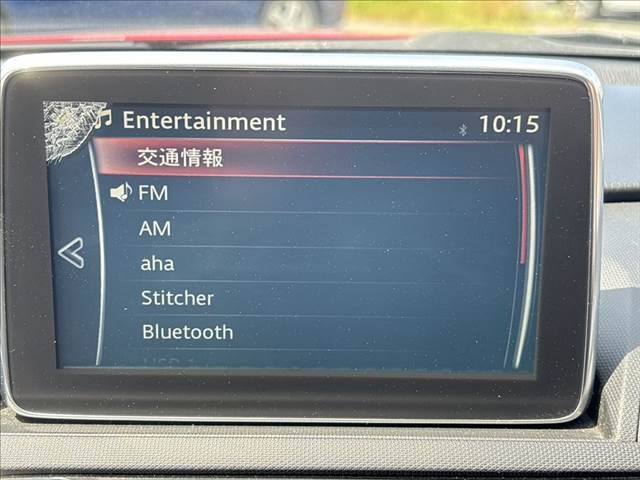 Entertainment 10:15
交通情報
FM
AM
aha
Stitcher
Bluetooth